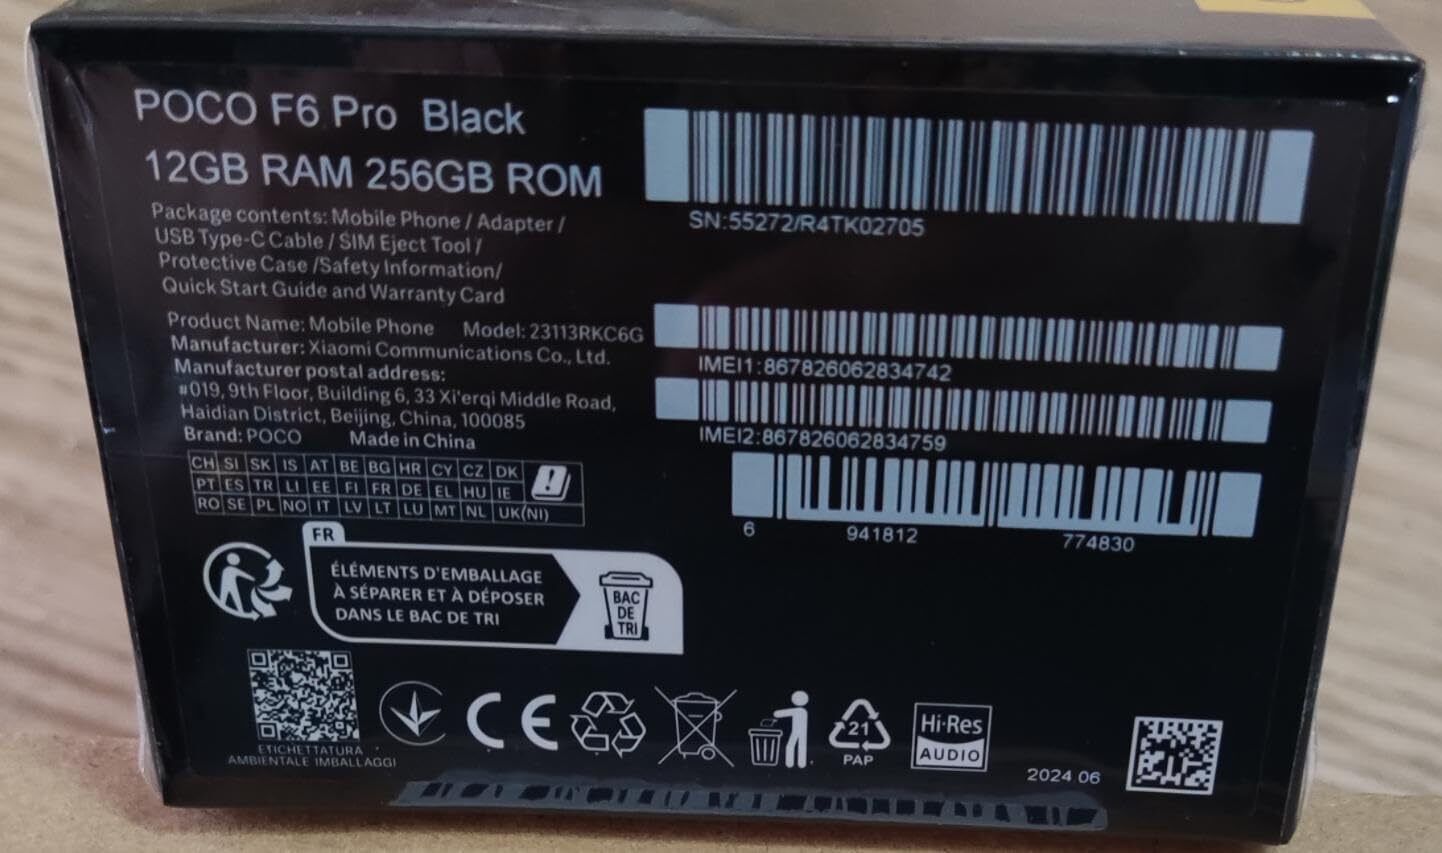 POCO F6 Pro Black
12GB RAM 256GB ROM
Package contents: Mobile Phone / Adapter /
USB Type-C Cable / SIM Eject Tool /
Protective Case /Safety Information/
Quick Start Guide and Warranty Card
Product Name: Mobile Phone Model: 23113RKC6G
Manufacturer: Xiaomi Communications Co., Ltd.
Manufacturer postal address:
#019, 9th Floor, Building 6, 33 Xi'erqi Middle Road,
Haidian District, Beijing, China, 100085
Brand: POCO Made in China
SN:55272/R4TK02705
IMEI1:867826062834742
IMEI2:867826062834759
6 941812 774830
CH SI SK IS AT BE BG HR CY CZ DK
PT ES TR LI EE FI FR DE EL HU IE
RO SE PL NO IT LV LT LU MT NL UK(NI)
FR
ÉLÉMENTS D'EMBALLAGE
À SÉPARER ET À DÉPOSER
DANS LE BAC DE TRI
BAC
DE
TRI
ETICHETTATURA
AMBIENTALE IMBALLAGGI
CE
21
PAP
Hi-Res
AUDIO
2024 06